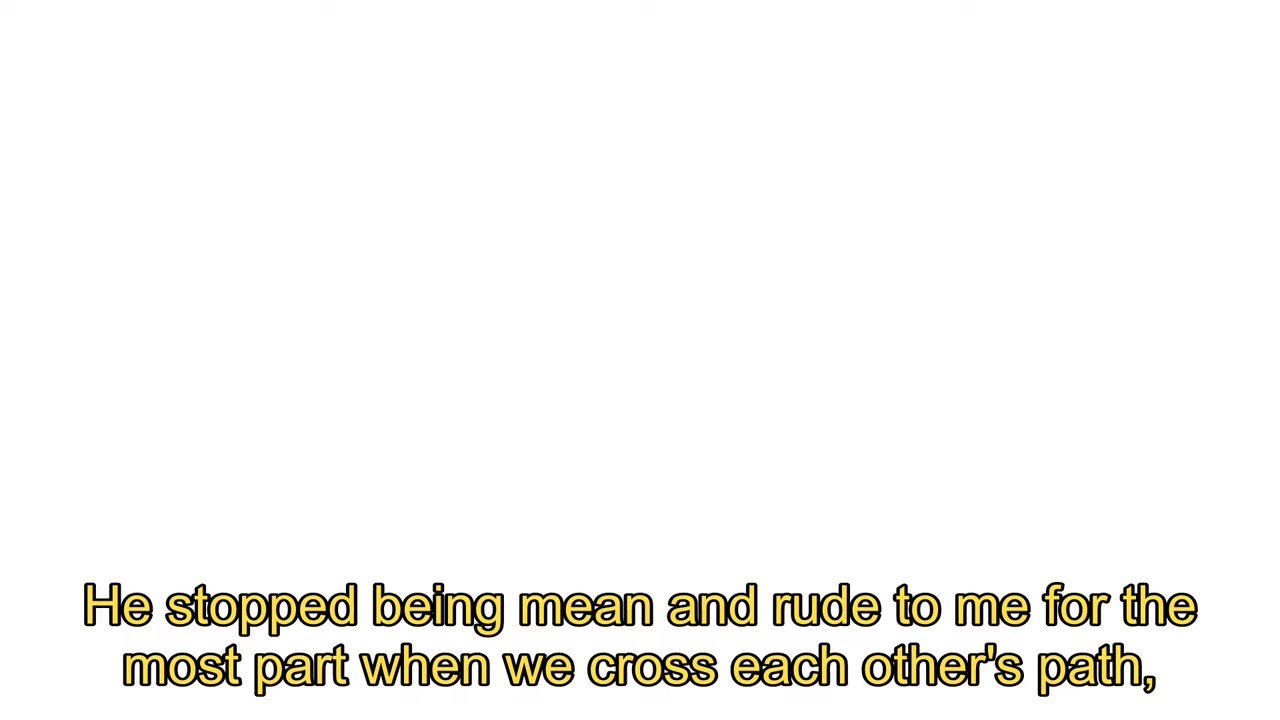 He stopped being mean and rude to me for the
most part when we cross each other's path,